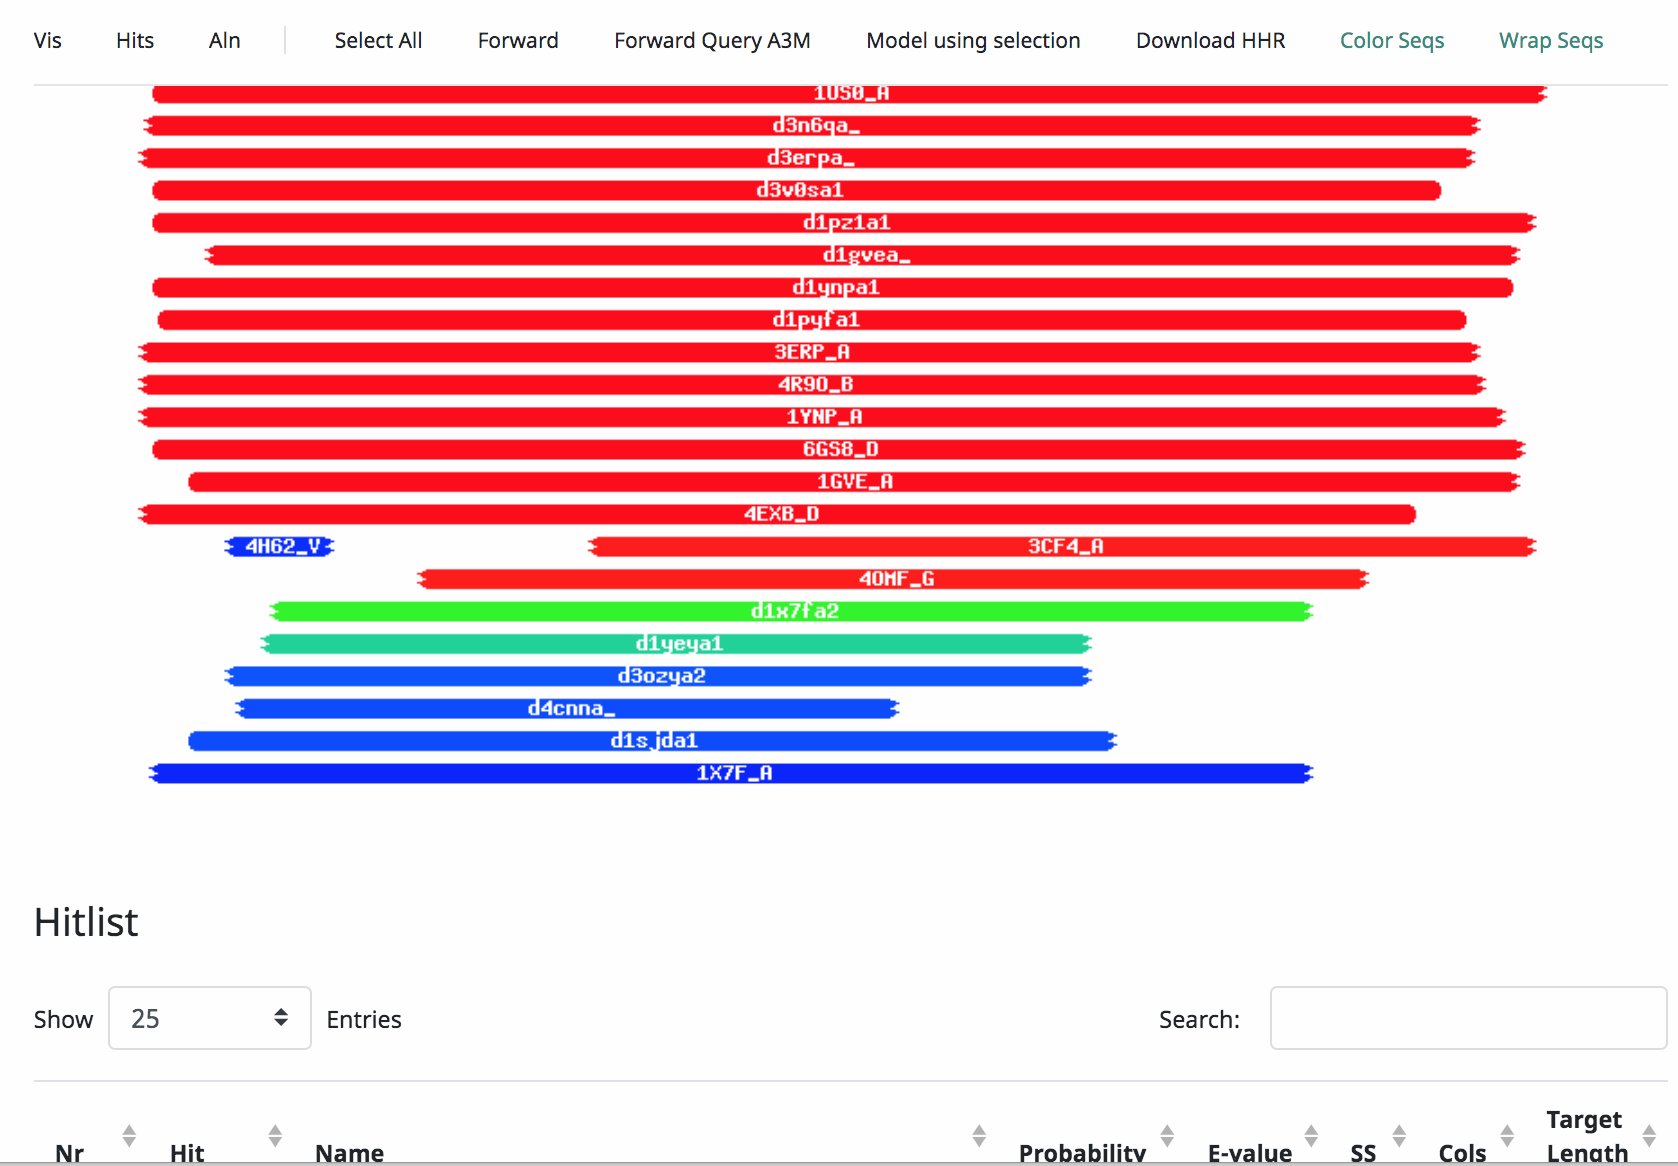 Vis Hits Aln Select All Forward Forward Query A3M Model using selection Download HHR Color Seqs Wrap Seqs
1US0_A
d3n6qa_
d3erpa_
d3v0sa1
d1pz1a1
d1gvea_
d1ynpa1
d1pyfa1
3ERP_A
4R9O_B
1YNP_A
6GS8_D
1GVE_A
4EXB_D
4H62_V 3CF4_A
4OMF_G
d1x7fa2
d1yeya1
d3ozya2
d4cnna_
d1sjda1
1X7F_A
Hitlist
Show 25 Entries Search:
Nr Hit Name Probability E-value SS Cols Target Length